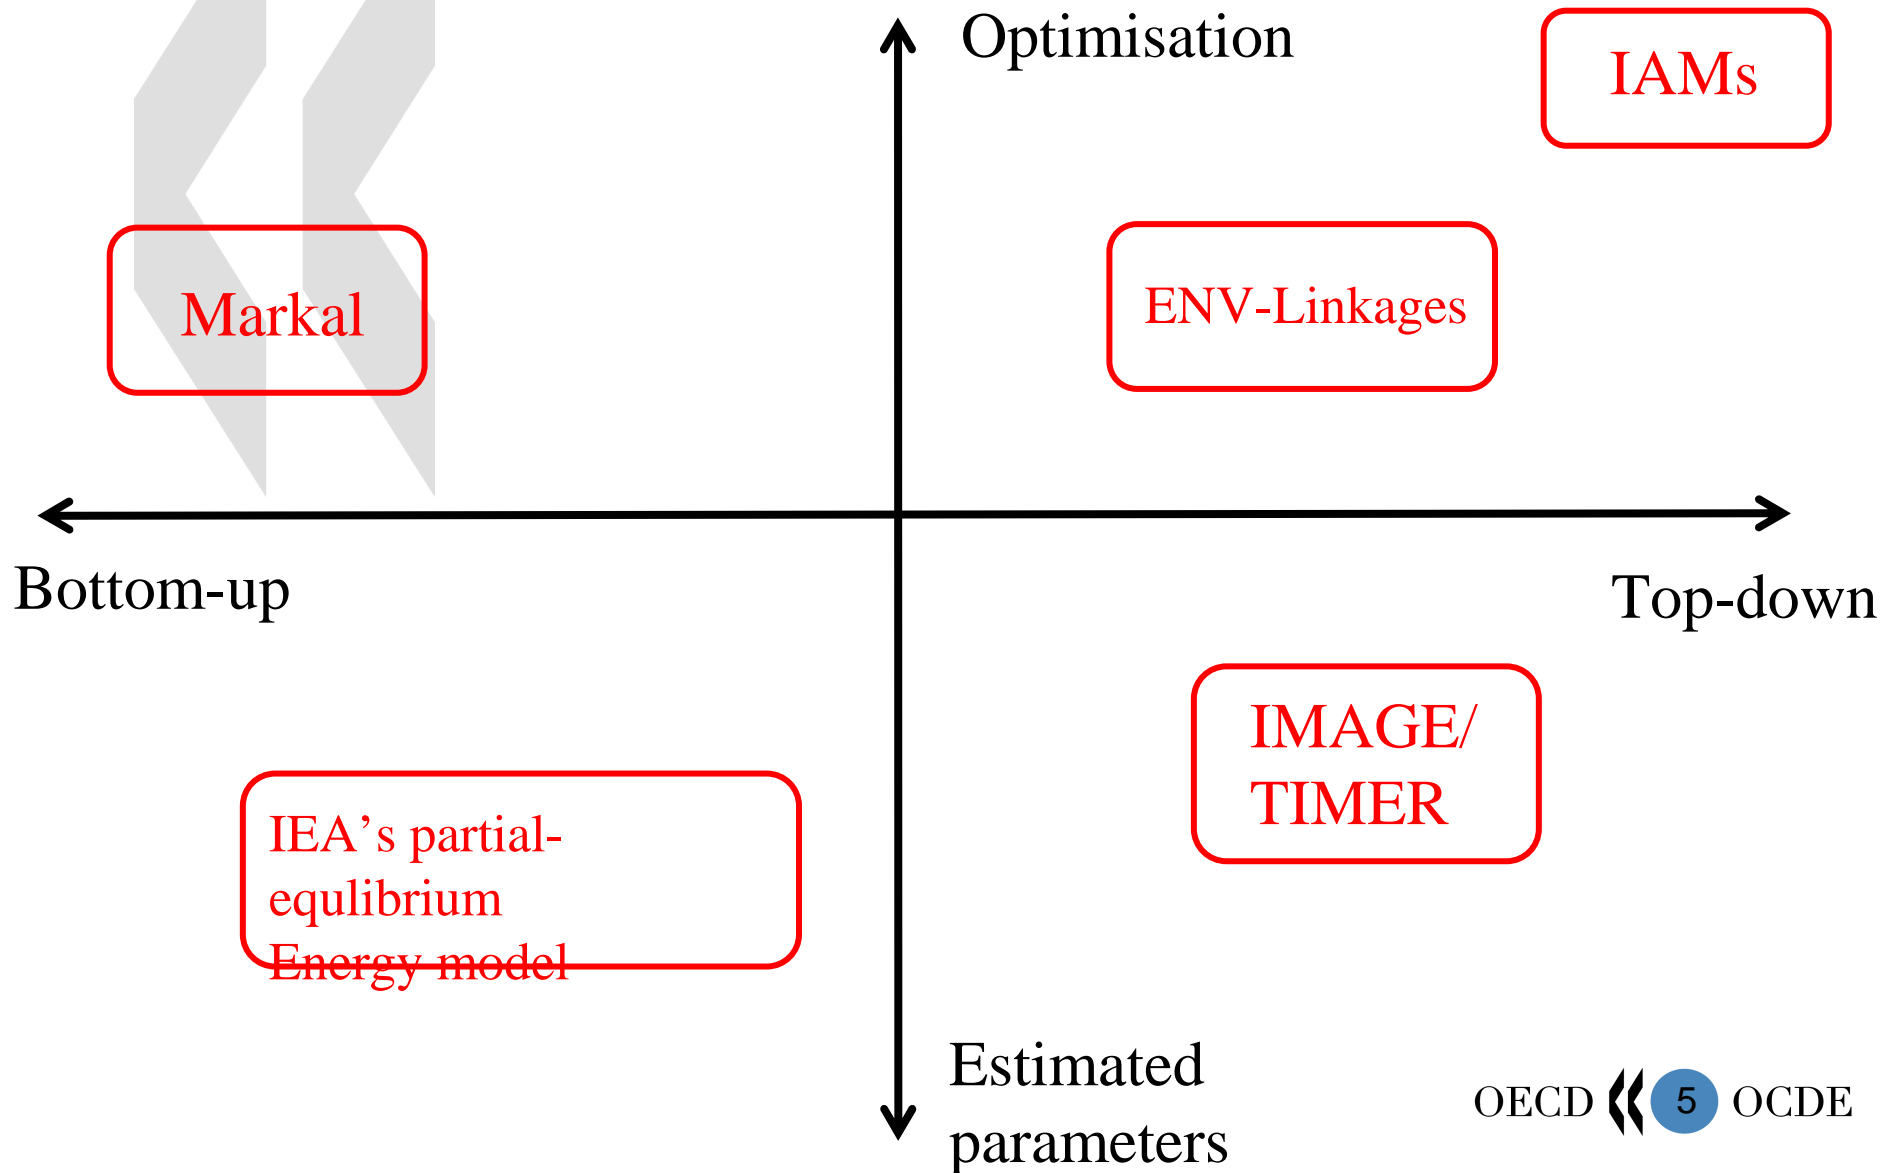 Optimisation
IAMs
Markal
ENV-Linkages
Bottom-up
Top-down
IMAGE/
TIMER
IEA’s partial-
equlibrium
Energy model
Estimated
parameters
OECD 5 OCDE